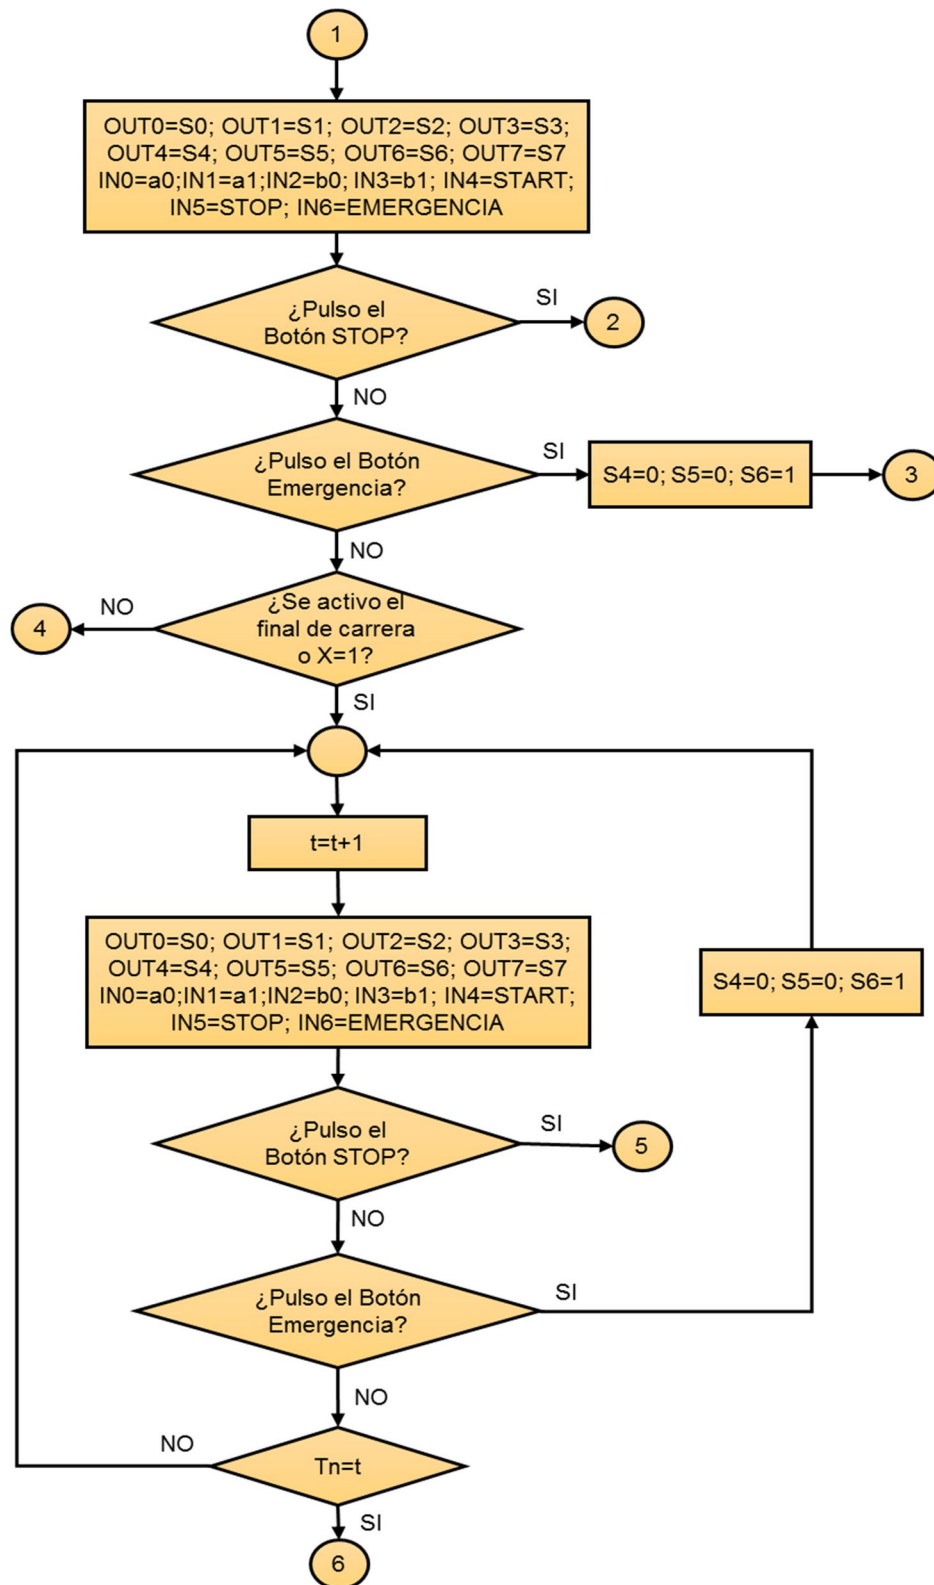 1
OUT0=S0; OUT1=S1; OUT2=S2; OUT3=S3;
OUT4=S4; OUT5=S5; OUT6=S6; OUT7=S7
IN0=a0;IN1=a1;IN2=b0; IN3=b1; IN4=START;
IN5=STOP; IN6=EMERGENCIA
¿Pulso el
Botón STOP?
SI
2
NO
¿Pulso el Botón
Emergencia?
SI
S4=0; S5=0; S6=1
3
NO
¿Se activo el
final de carrera
o X=1?
NO
4
SI
t=t+1
OUT0=S0; OUT1=S1; OUT2=S2; OUT3=S3;
OUT4=S4; OUT5=S5; OUT6=S6; OUT7=S7
IN0=a0;IN1=a1;IN2=b0; IN3=b1; IN4=START;
IN5=STOP; IN6=EMERGENCIA
S4=0; S5=0; S6=1
¿Pulso el
Botón STOP?
SI
5
NO
¿Pulso el Botón
Emergencia?
SI
NO
Tn=t
NO
SI
6